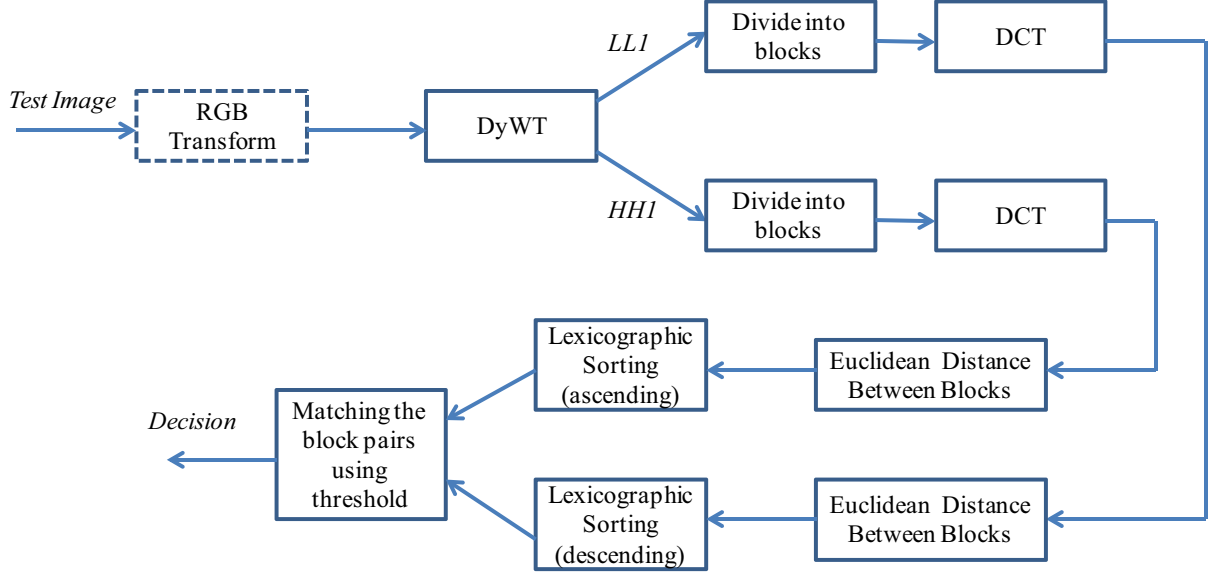 LL1
Divide into
blocks
DCT
Test Image
RGB
Transform
DyWT
HH1
Divide into
blocks
DCT
Lexicographic
Sorting
(ascending)
Euclidean Distance
Between Blocks
Decision
Matching the
block pairs
using
threshold
Lexicographic
Sorting
(descending)
Euclidean Distance
Between Blocks